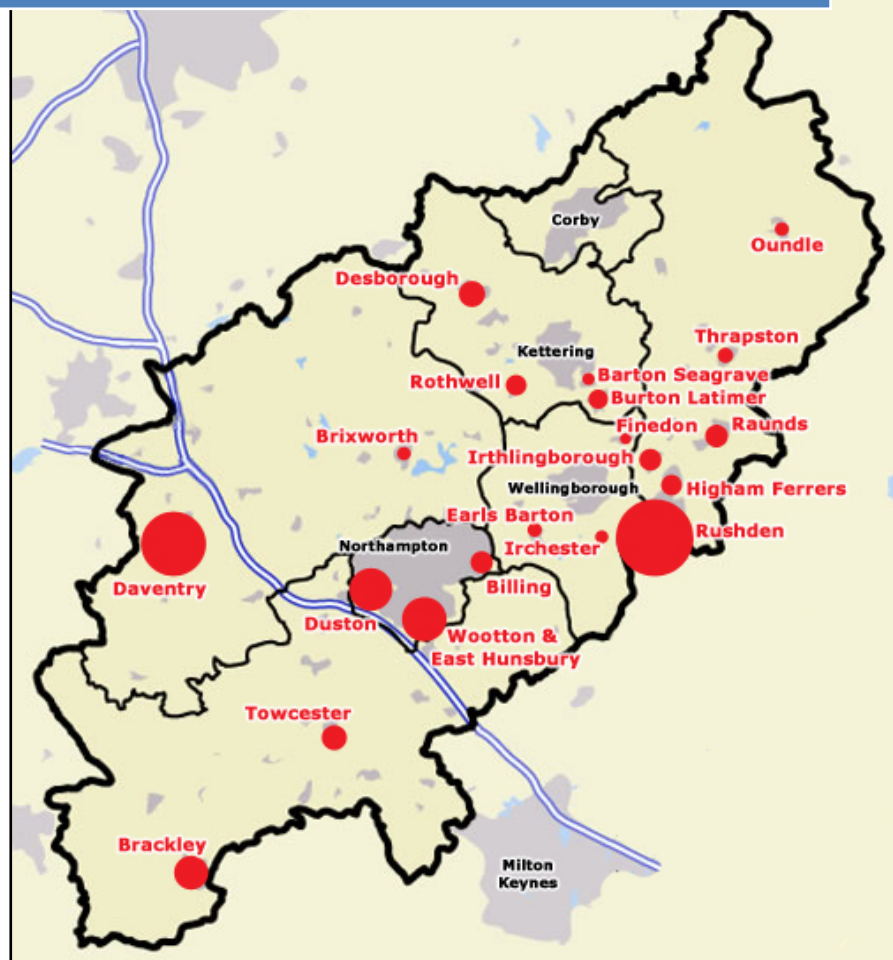 Corby
Oundle
Desborough
Thrapston
Kettering
Barton Seagrave
Rothwell
Burton Latimer
Finedon
Raunds
Brixworth
Irthlingborough
Wellingborough
Higham Ferrers
Earls Barton
Rushden
Northampton
Irchester
Daventry
Billing
Duston
Wootton &
East Hunsbury
Towcester
Brackley
Milton
Keynes